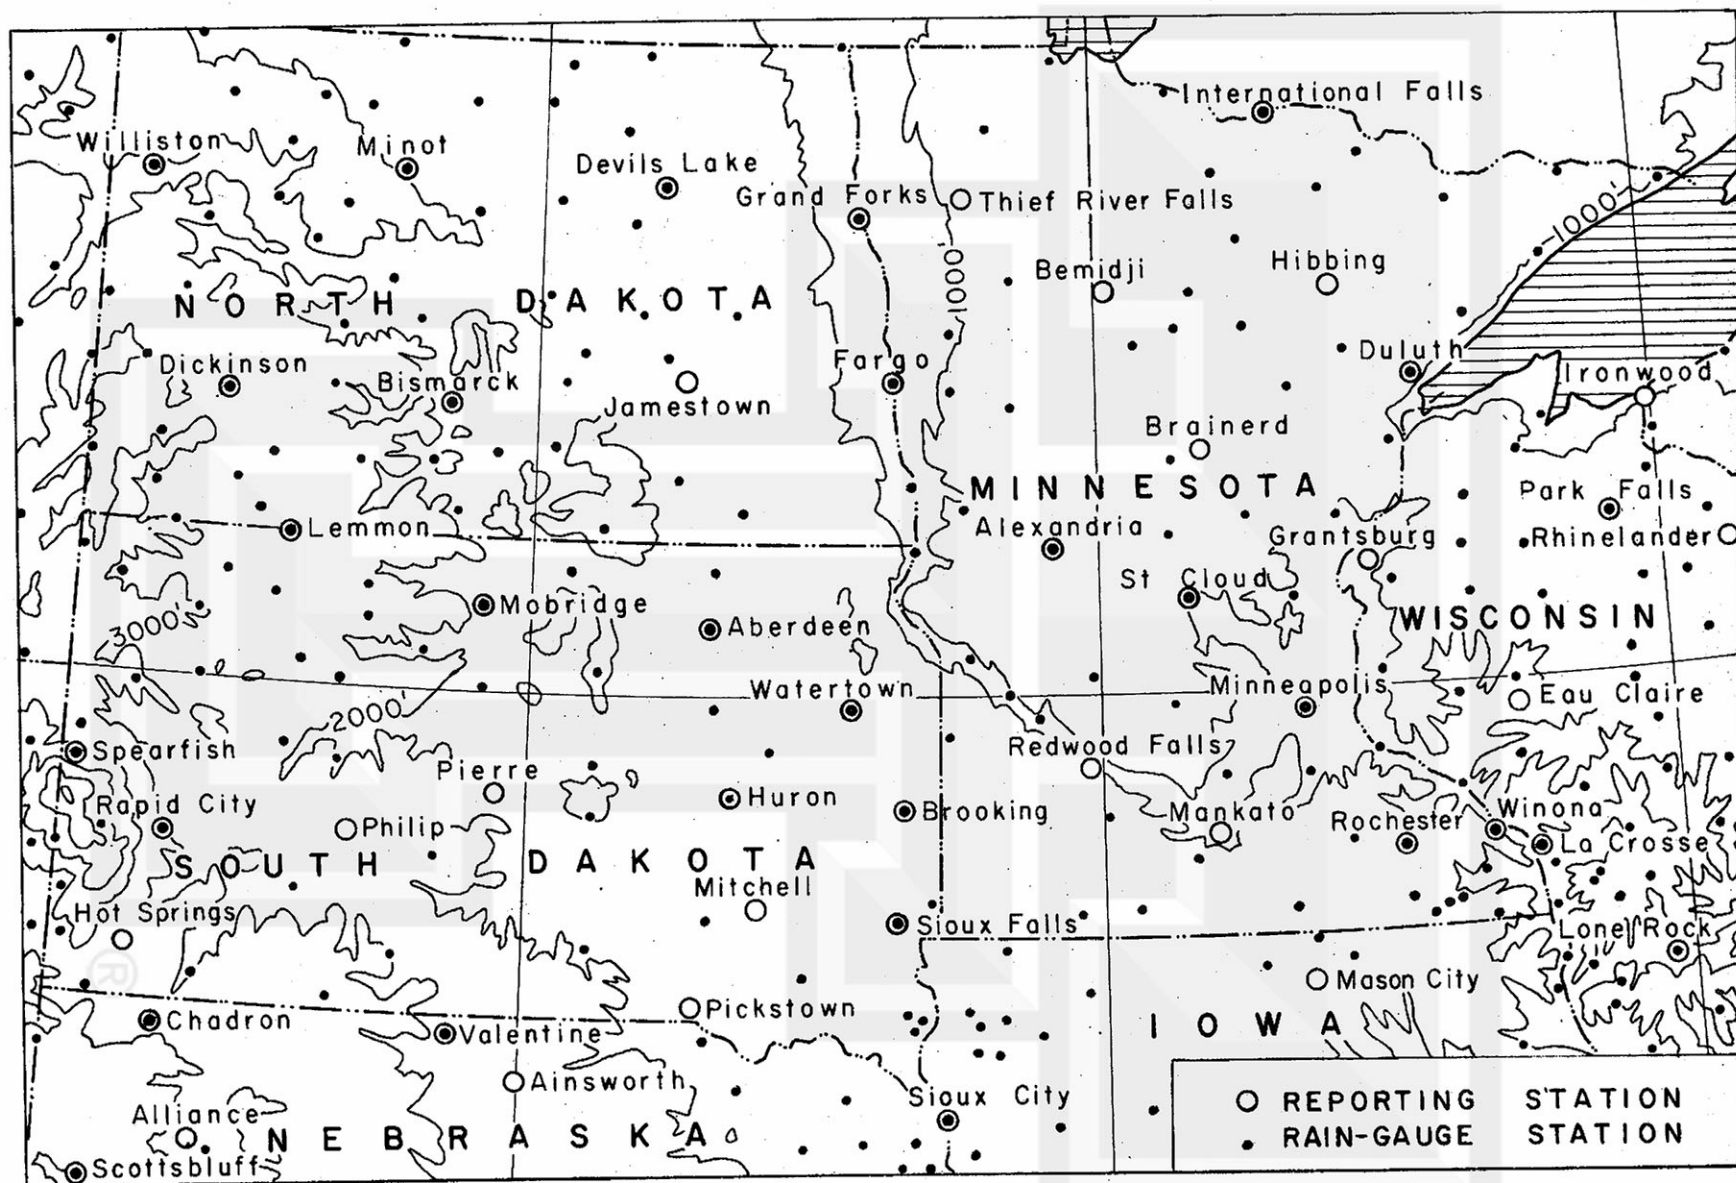 International Falls
Williston
Minot
Devils Lake
Grand Forks
Thief River Falls
1000'
1000'
Bemidji
Hibbing
NORTH DAKOTA
Dickinson
Bismarck
Jamestown
Fargo
Duluth
Ironwood
Brainerd
MINNESOTA
Park Falls
Lemmon
Alexandria
Grantsburg
Rhinelander
St Cloud
Mobridge
Aberdeen
WISCONSIN
3000'
2000'
Watertown
Minneapolis
Eau Claire
Spearfish
Redwood Falls
Pierre
Rapid City
Philip
Huron
Brooking
Mankato
Rochester
Winona
La Crosse
SOUTH DAKOTA
Mitchell
Hot Springs
Sioux Falls
Lone Rock
Mason City
Chadron
Valentine
Pickstown
IOWA
Ainsworth
Sioux City
Alliance
NEBRASKA
Scottsbluff
REPORTING STATION
RAIN-GAUGE STATION
®